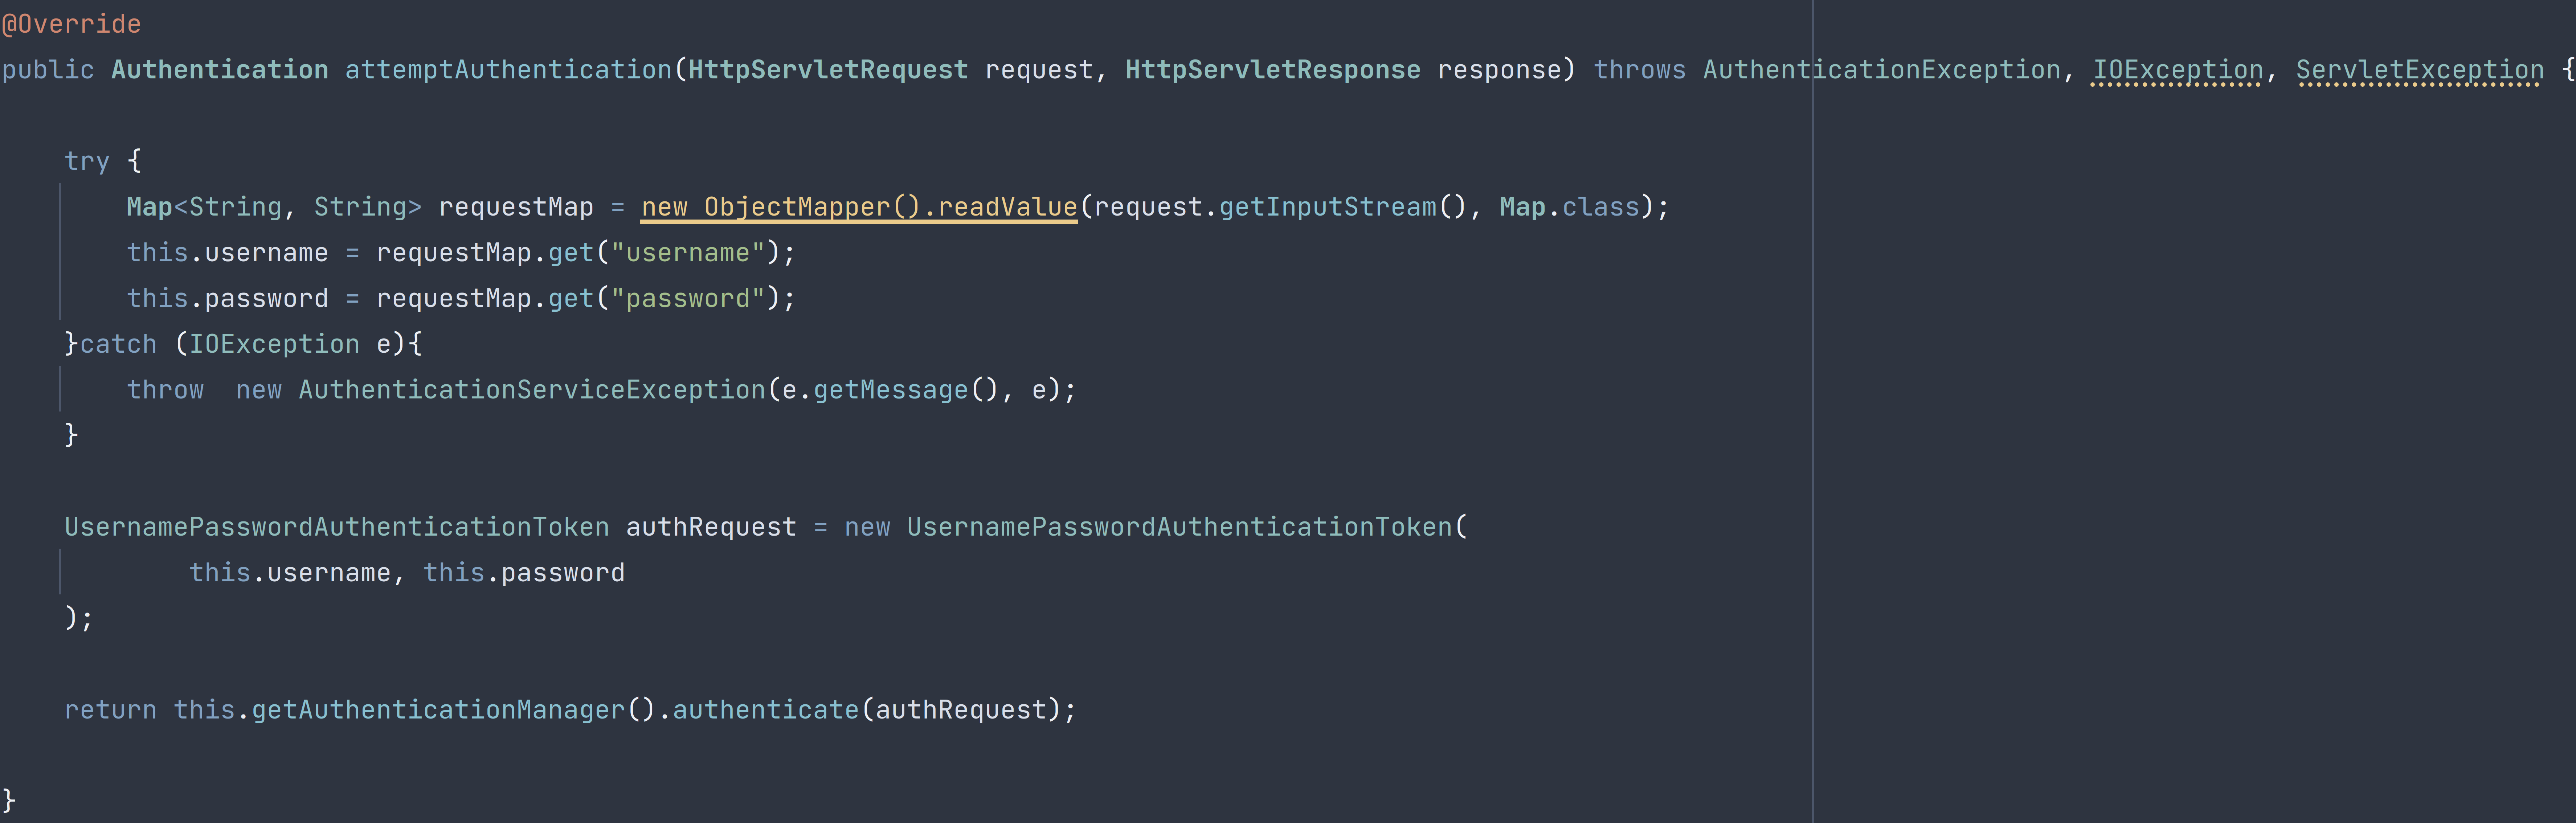 @Override
public Authentication attemptAuthentication(HttpServletRequest request, HttpServletResponse response) throws AuthenticationException, IOException, ServletException {
try {
Map<String, String> requestMap = new ObjectMapper().readValue(request.getInputStream(), Map.class);
this.username = requestMap.get("username");
this.password = requestMap.get("password");
}catch (IOException e){
throw  new AuthenticationServiceException(e.getMessage(), e);
}
UsernamePasswordAuthenticationToken authRequest = new UsernamePasswordAuthenticationToken(
this.username, this.password
);
return this.getAuthenticationManager().authenticate(authRequest);
}